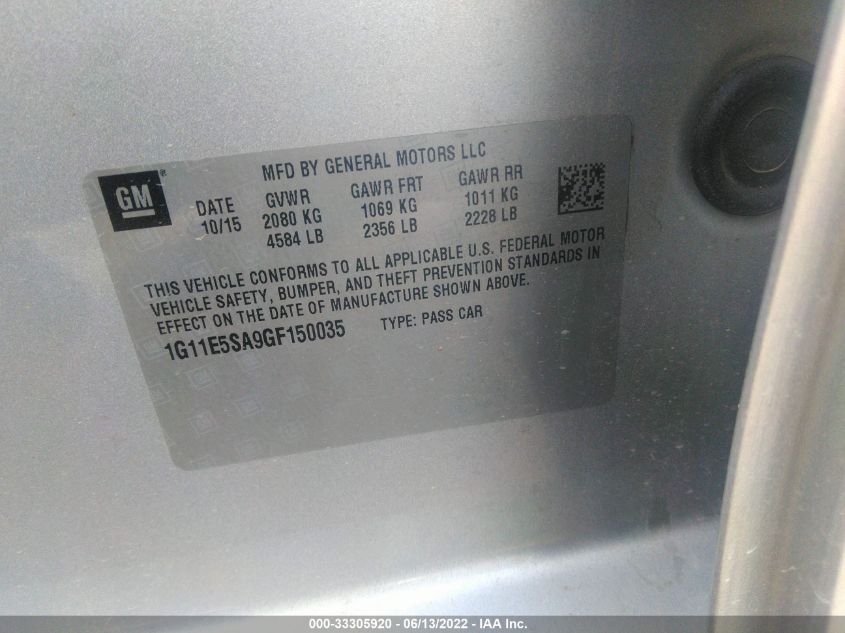 MFD BY GENERAL MOTORS LLC
GM ®
DATE GVWR GAWR FRT GAWR RR
10/15 2080 KG 1069 KG 1011 KG
4584 LB 2356 LB 2228 LB
THIS VEHICLE CONFORMS TO ALL APPLICABLE U.S. FEDERAL MOTOR
VEHICLE SAFETY, BUMPER, AND THEFT PREVENTION STANDARDS IN
EFFECT ON THE DATE OF MANUFACTURE SHOWN ABOVE.
1G11E5SA9GF150035 TYPE: PASS CAR
000-33305920 - 06/13/2022 - IAA Inc.